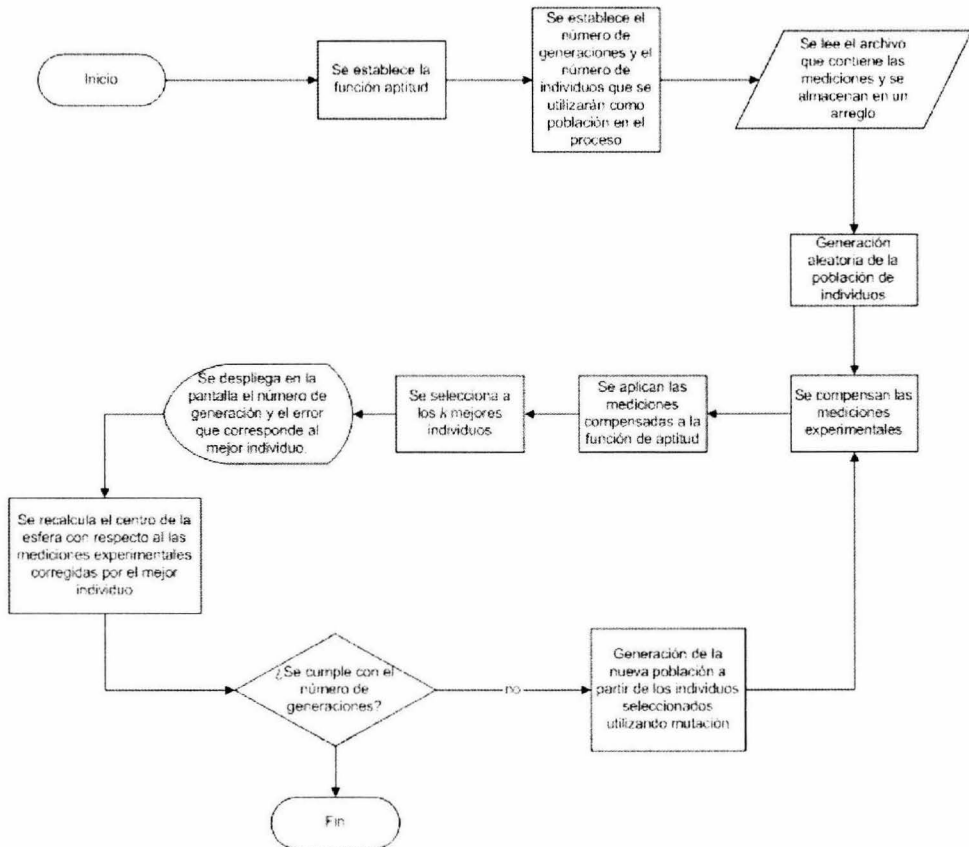 Inicio
Se establece la
función aptitud
Se establece el
número de
generaciones y el
número de
individuos que se
utilizarán como
población en el
proceso
Se lee el archivo
que contiene las
mediciones y se
almacenan en un
arreglo
Generación
aleatoria de la
población de
individuos
Se compensan las
mediciones
experimentales
Se aplican las
mediciones
compensadas a la
función de aptitud
Se selecciona a
los k mejores
individuos
Se despliega en la
pantalla el número de
generación y el error
que corresponde al
mejor individuo.
Se recalcula el centro de la
esfera con respecto al las
mediciones experimentales
corregidas por el mejor
individuo
¿Se cumple con el
número de
generaciones?
no
Generación de la
nueva población a
partir de los individuos
seleccionados
utilizando mutación
Fin